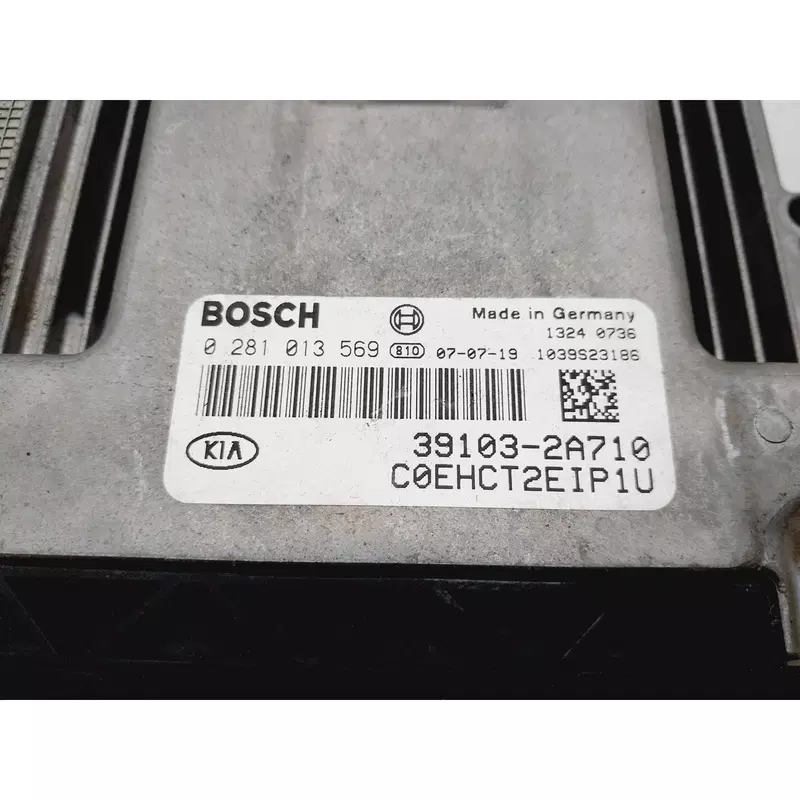 BOSCH Made in Germany
1324 0736
0 281 013 569 810 07-07-19 1039S23186
KIA 39103-2A710
C0EHCT2EIP1U